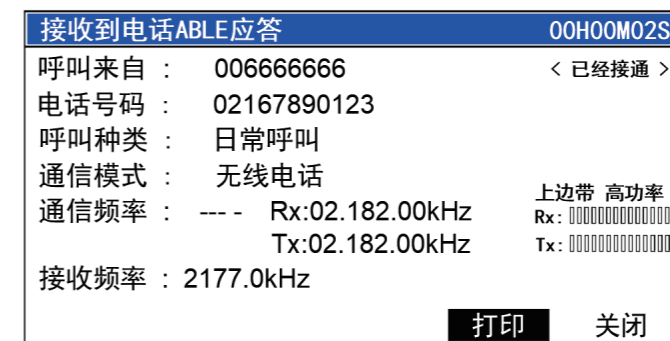 接收到电话ABLE应答 00H00M02S
呼叫来自 : 006666666 < 已经接通 >
电话号码 : 02167890123
呼叫种类 : 日常呼叫
通信模式 : 无线电话
上边带 高功率
通信频率 : --- - Rx:02.182.00kHz Rx:
Tx:02.182.00kHz Tx:
接收频率 : 2177.0kHz
打印 关闭